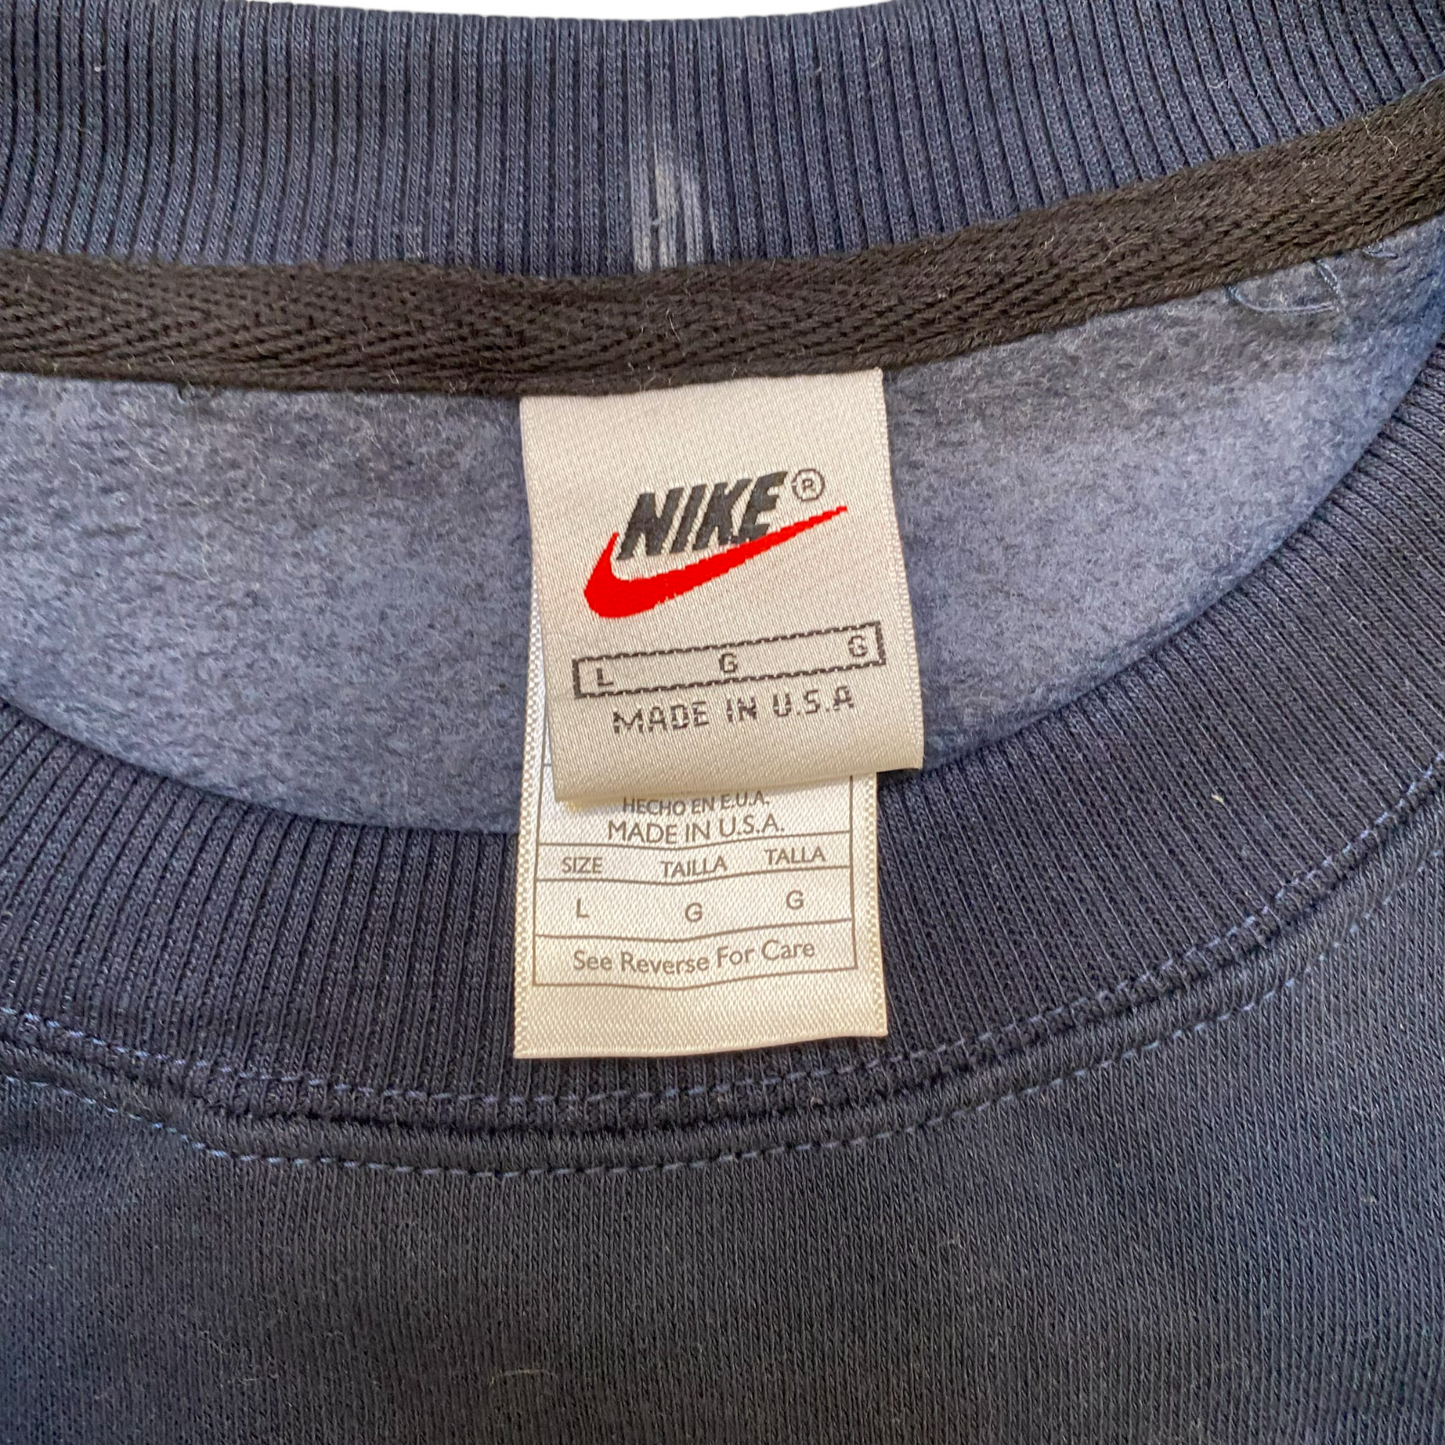 NIKE®
L G G
MADE IN U.S.A
HECHO EN E.U.A.
MADE IN U.S.A.
SIZE TAILLA TALLA
L G G
See Reverse For Care